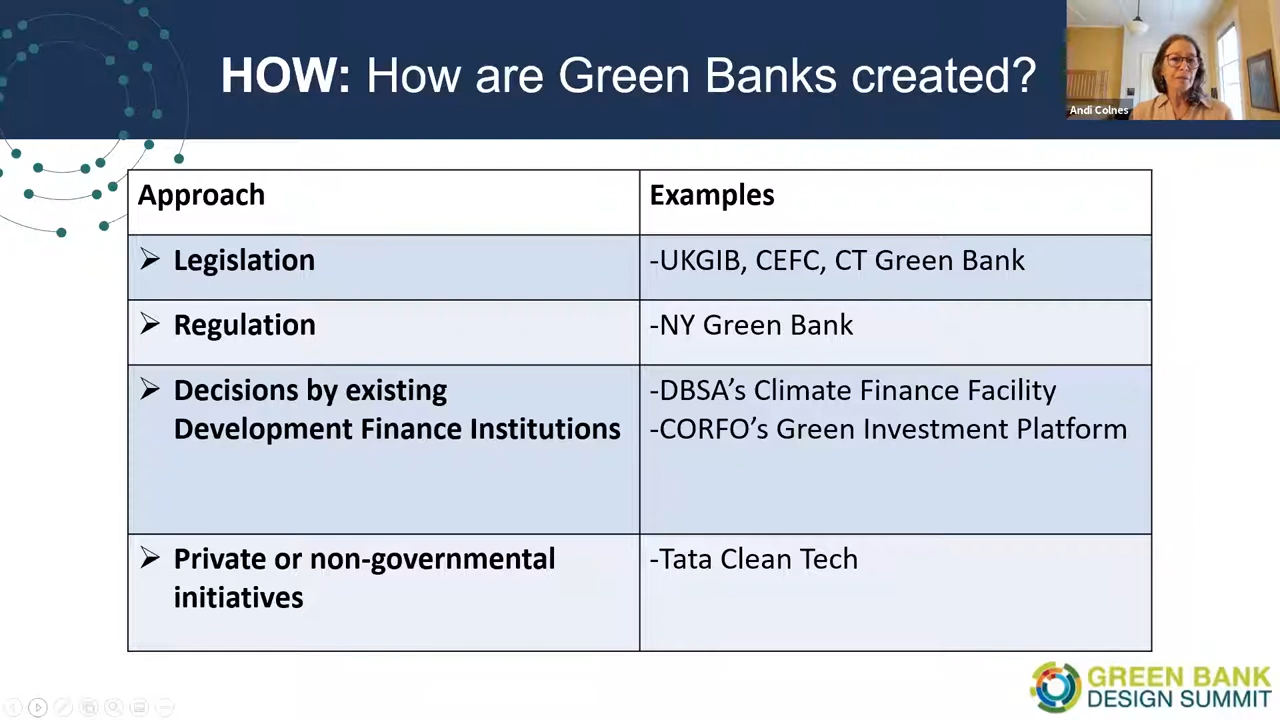 HOW: How are Green Banks created?
Andi Colnes
Approach
Examples
➢ Legislation
-UKGIB, CEFC, CT Green Bank
➢ Regulation
-NY Green Bank
➢ Decisions by existing
Development Finance Institutions
-DBSA’s Climate Finance Facility
-CORFO’s Green Investment Platform
➢ Private or non-governmental
initiatives
-Tata Clean Tech
GREEN BANK
DESIGN SUMMIT